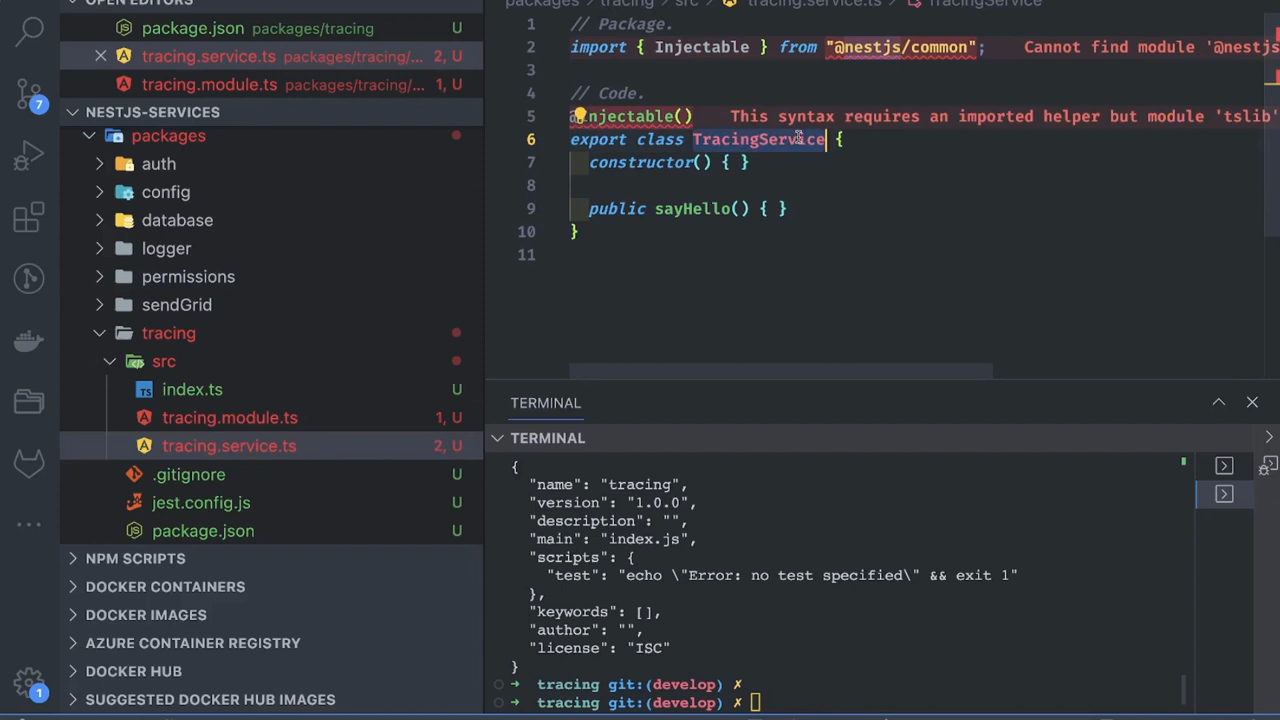 OPEN EDITORS
package.json packages/tracing U
tracing.service.ts packages/tracing/... 2, U
tracing.module.ts packages/tracing/... 1, U
7
NESTJS-SERVICES
packages
auth
config
database
logger
permissions
sendGrid
tracing
src
index.ts U
tracing.module.ts 1, U
tracing.service.ts 2, U
.gitignore U
jest.config.js U
package.json U
NPM SCRIPTS
DOCKER CONTAINERS
DOCKER IMAGES
AZURE CONTAINER REGISTRY
DOCKER HUB
1
SUGGESTED DOCKER HUB IMAGES
packages tracing src tracing.service.ts TracingService
1 // Package.
2 import { Injectable } from "@nestjs/common"; Cannot find module '@nestjs
3
4 // Code.
5 @Injectable() This syntax requires an imported helper but module 'tslib'
6 export class TracingService {
7 constructor() { }
8
9 public sayHello() { }
10 }
11
TERMINAL
TERMINAL
{
"name": "tracing",
"version": "1.0.0",
"description": "",
"main": "index.js",
"scripts": {
"test": "echo \"Error: no test specified\" && exit 1"
},
"keywords": [],
"author": "",
"license": "ISC"
}
➜ tracing git:(develop) ✗
➜ tracing git:(develop) ✗